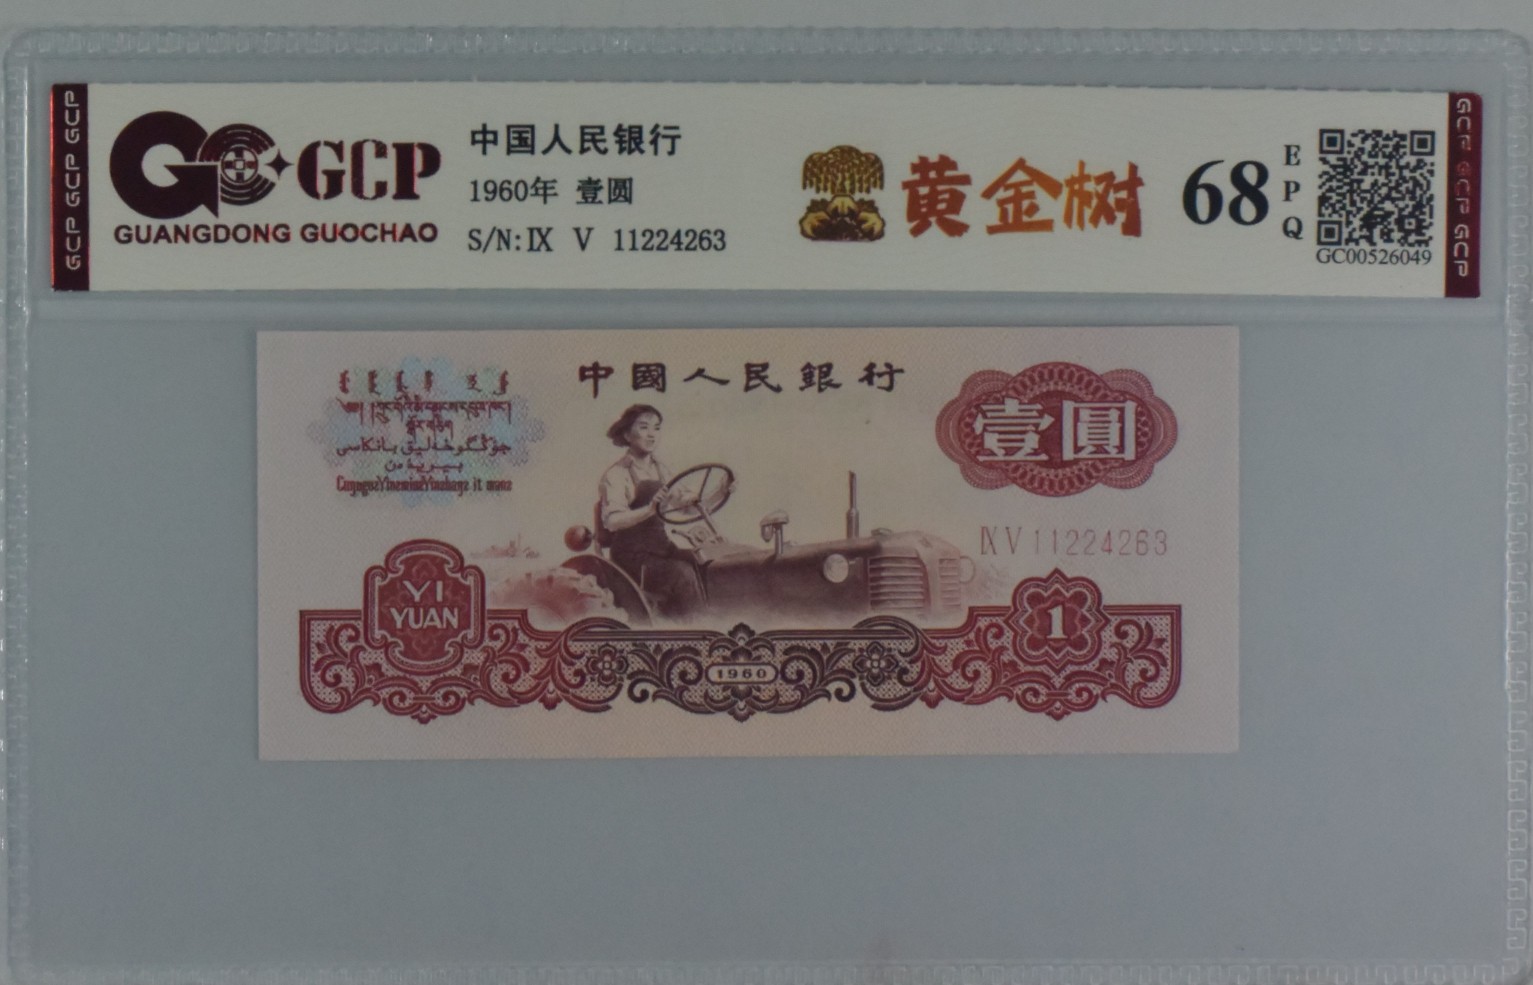 GCP GCP GCP
GCP
GUANGDONG GUOCHAO
中国人民银行
1960年 壹圆
S/N: IX V 11224263
黄金树
68
EPQ
GC00526049
GCP GCP GCP
中國人民銀行
壹圓
IX V 11224263
YI
YUAN
1960
1